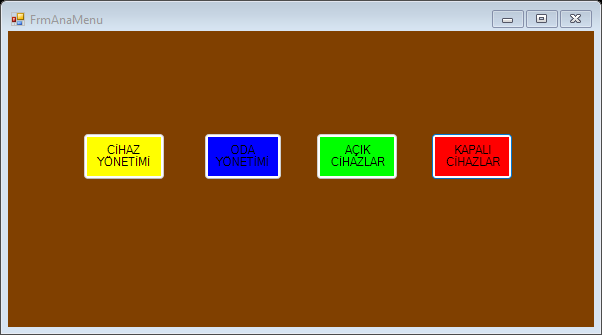 FrmAnaMenu
CİHAZ
YÖNETİMİ
ODA
YÖNETİMİ
AÇIK
CİHAZLAR
KAPALI
CİHAZLAR